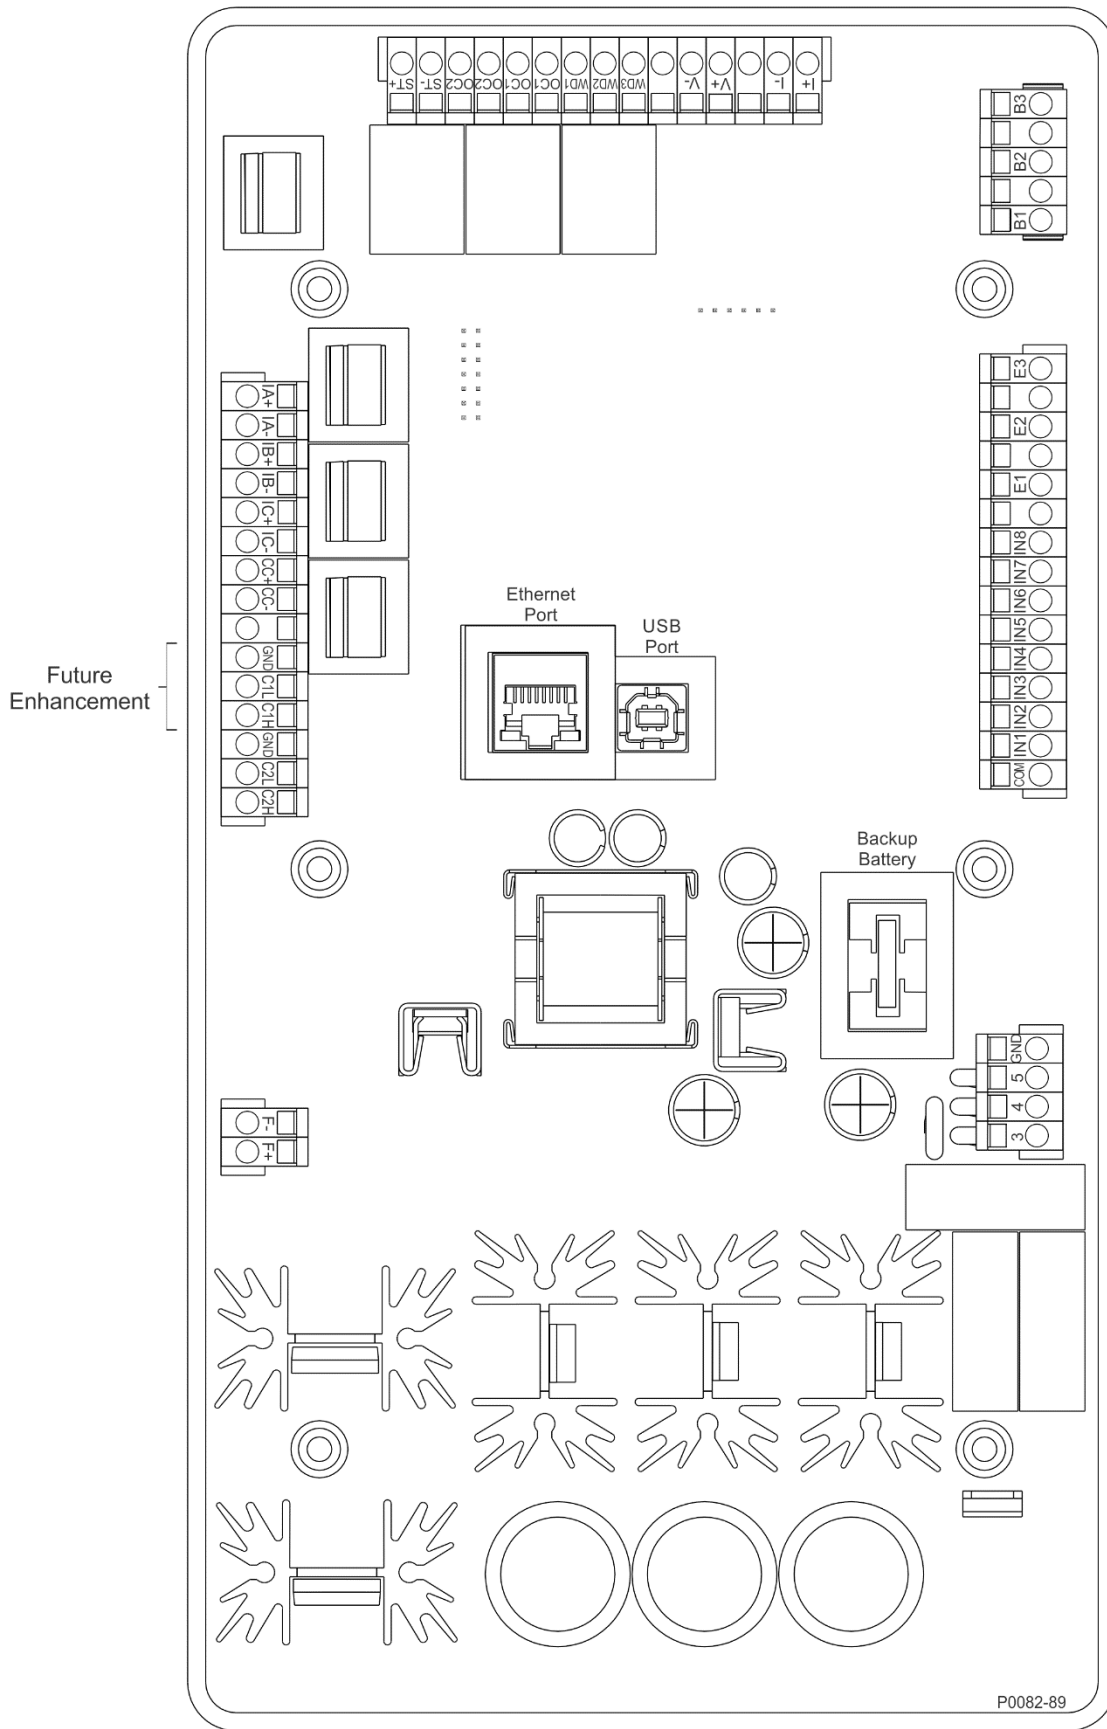 ST+
ST-
OC2
OC2
OC1
OC1
WD1
WD2
WD3
V-
V+
I-
I+
B3
B2
B1
IA+
IA-
IB+
IB-
IC+
IC-
CC+
CC-
GND
C1L
C1H
GND
C2L
C2H
Future
Enhancement
Ethernet
Port
USB
Port
E3
E2
E1
IN8
IN7
IN6
IN5
IN4
IN3
IN2
IN1
COM
Backup
Battery
GND
5
4
3
F-
F+
P0082-89